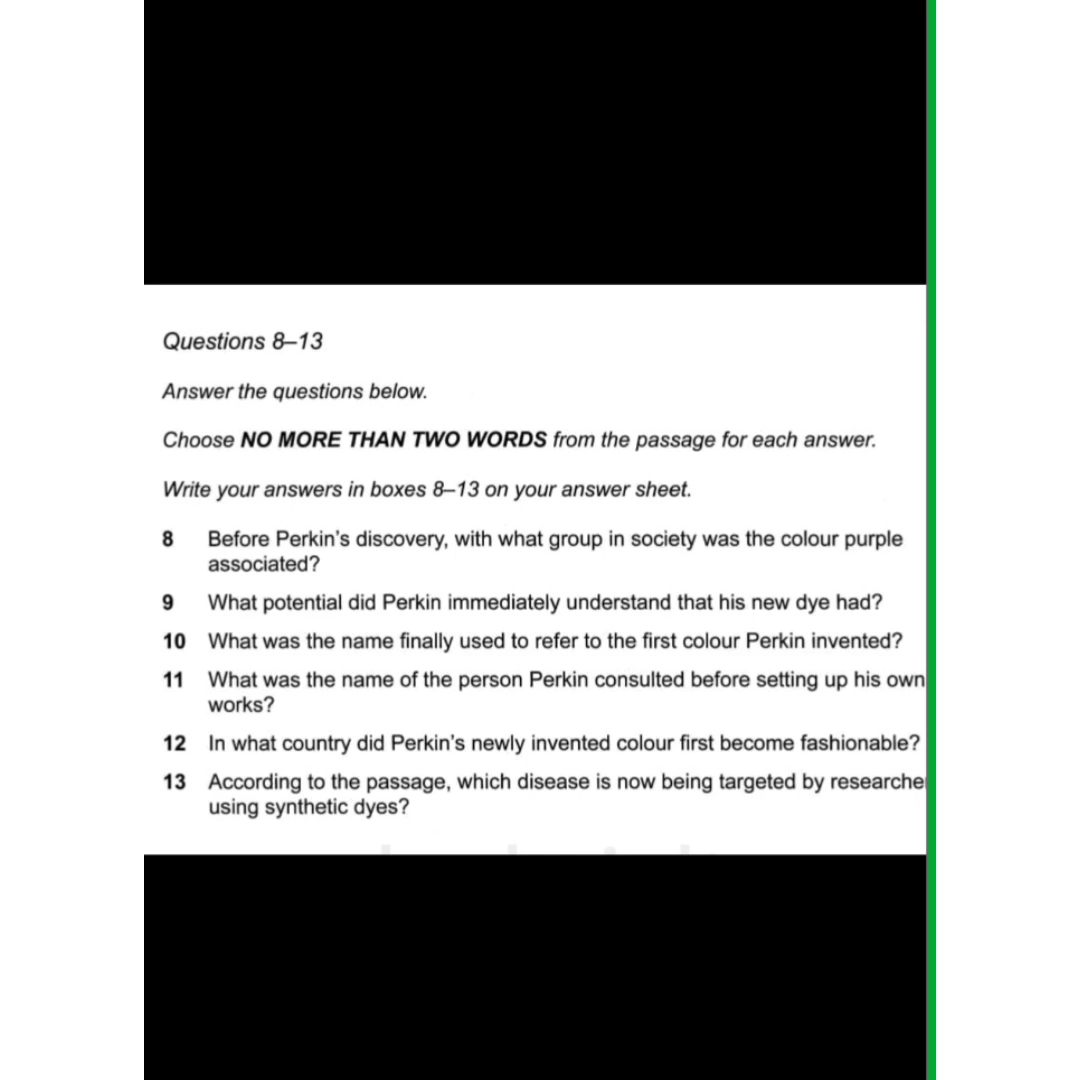 Questions 8–13
Answer the questions below.
Choose NO MORE THAN TWO WORDS from the passage for each answer.
Write your answers in boxes 8–13 on your answer sheet.
8 Before Perkin's discovery, with what group in society was the colour purple
associated?
9 What potential did Perkin immediately understand that his new dye had?
10 What was the name finally used to refer to the first colour Perkin invented?
11 What was the name of the person Perkin consulted before setting up his own
works?
12 In what country did Perkin's newly invented colour first become fashionable?
13 According to the passage, which disease is now being targeted by
using synthetic dyes?